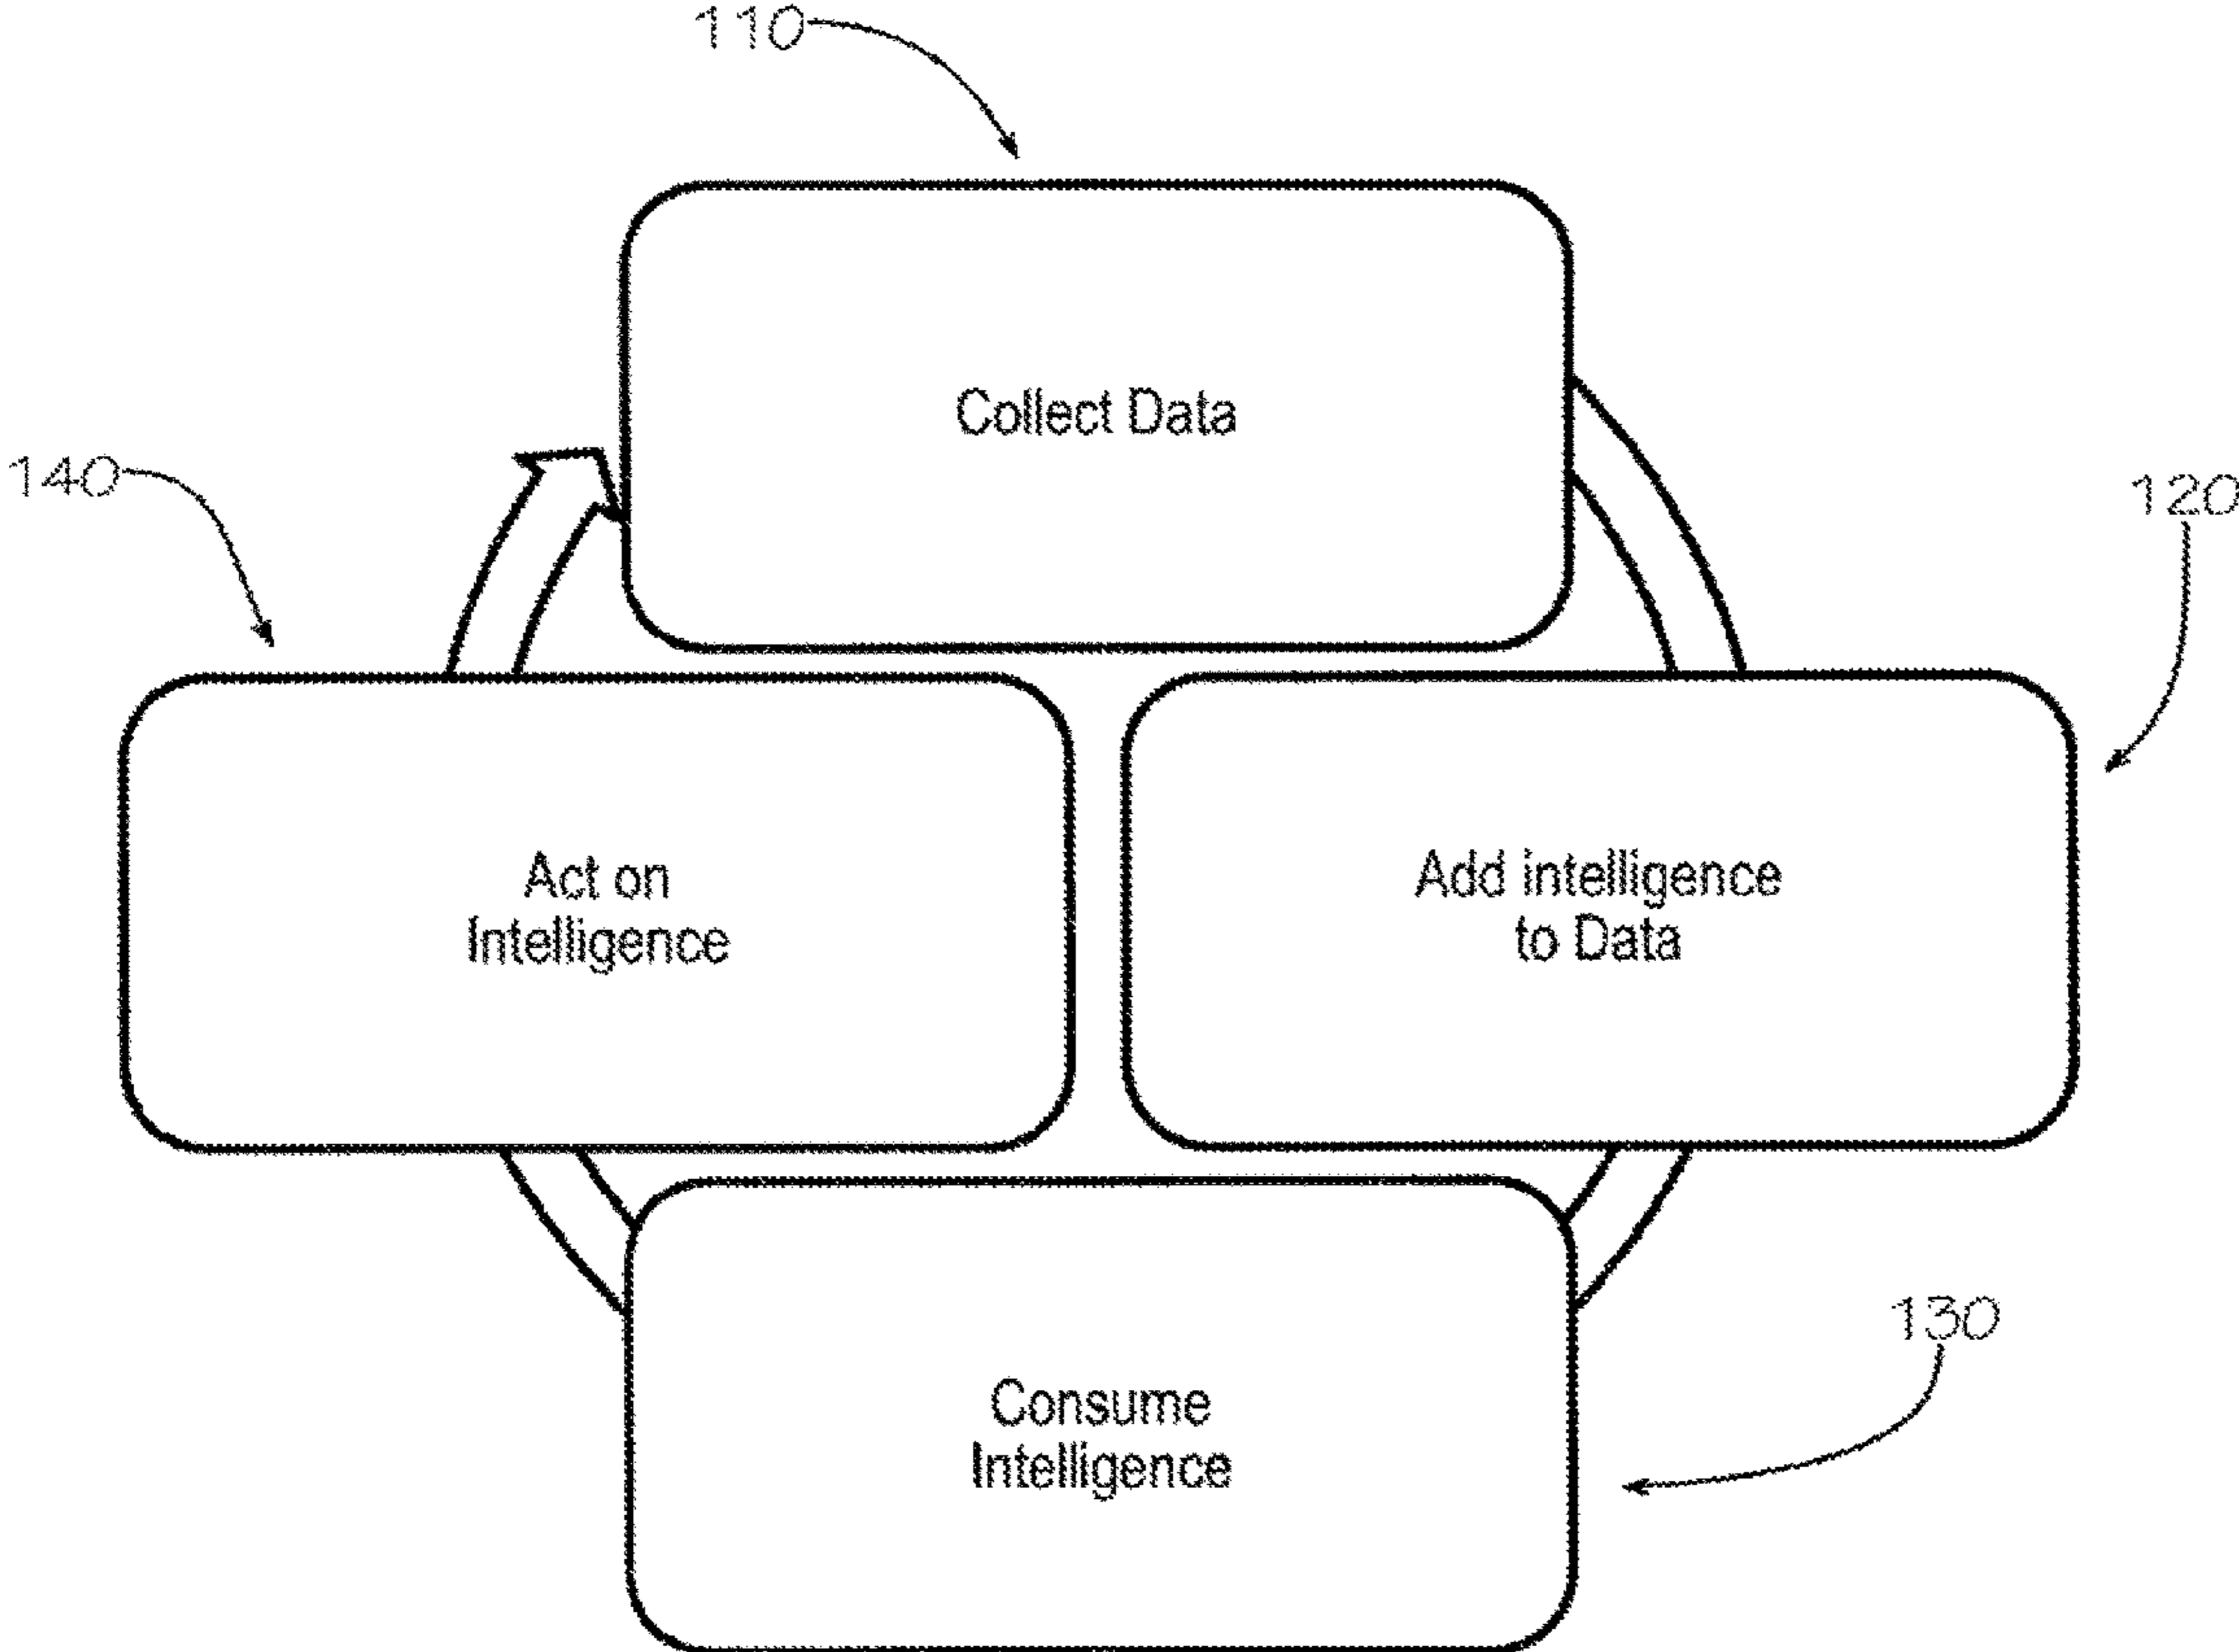 110
Collect Data
140
120
Act on
Intelligence
Add intelligence
to Data
130
Consume
Intelligence